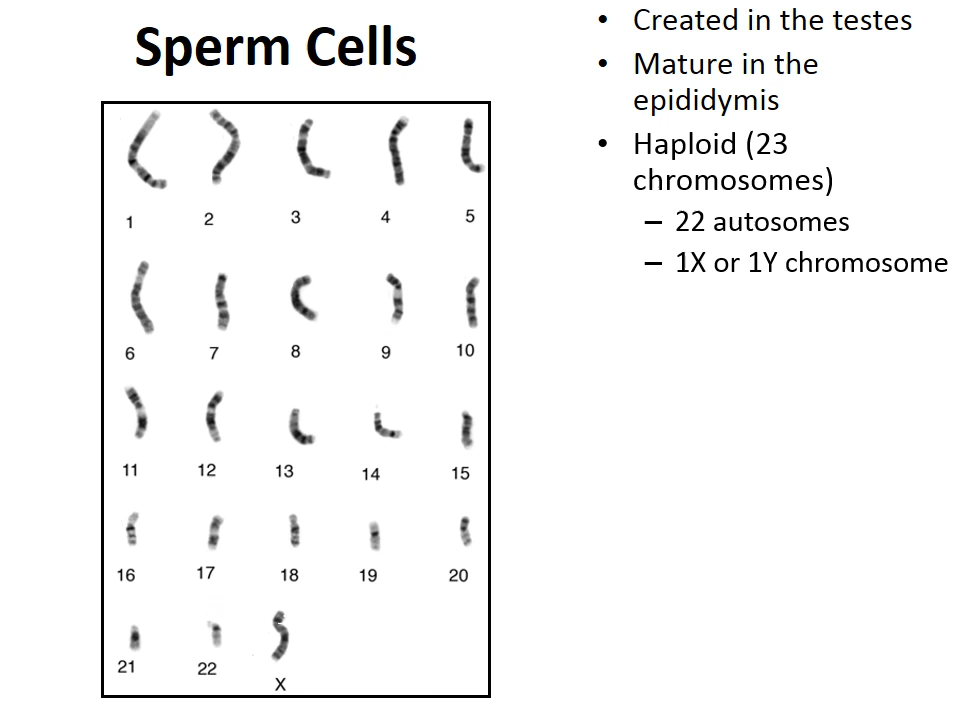 Sperm Cells
1 2 3 4 5
6 7 8 9 10
11 12 13 14 15
16 17 18 19 20
21 22 X
• Created in the testes
• Mature in the
epididymis
• Haploid (23
chromosomes)
– 22 autosomes
– 1X or 1Y chromosome